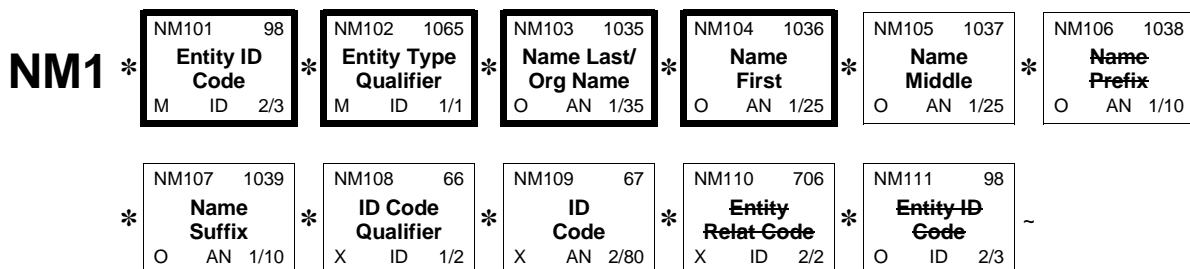 NM101 98 NM102 1065 NM103 1035 NM104 1036 NM105 1037 NM106 1038
NM1 * Entity ID Code * Entity Type Qualifier * Name Last/ Org Name * Name First * Name Middle * Name Prefix
M ID 2/3 M ID 1/1 O AN 1/35 O AN 1/25 O AN 1/25 O AN 1/10
NM107 1039 NM108 66 NM109 67 NM110 706 NM111 98
* Name Suffix * ID Code Qualifier * ID Code * Entity Relat Code * Entity ID Code ~
O AN 1/10 X ID 1/2 X AN 2/80 X ID 2/2 O ID 2/3